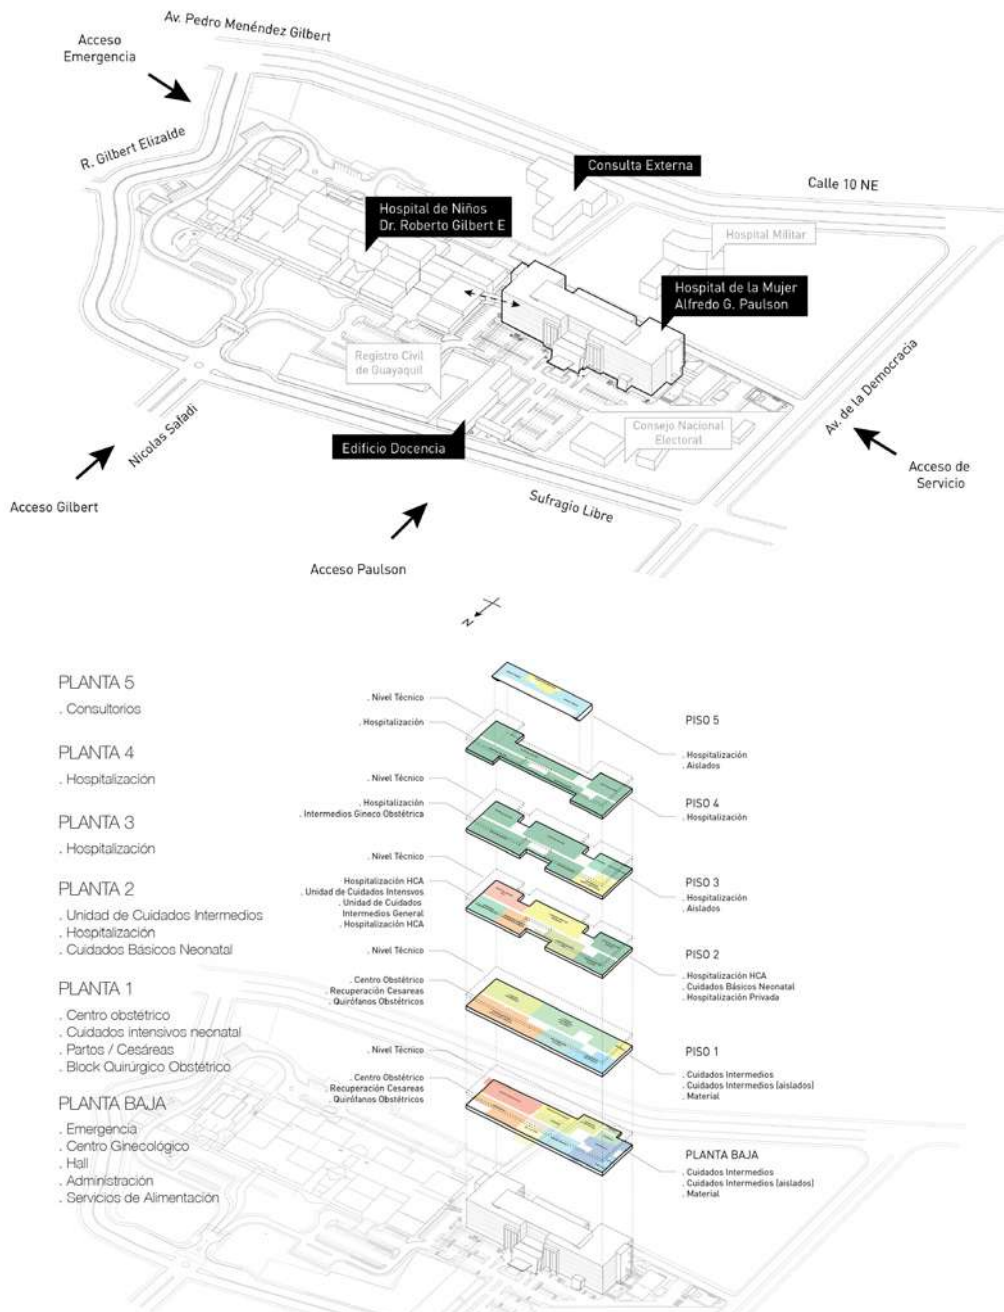 Av. Pedro Menéndez Gilbert
Acceso
Emergencia
R. Gilbert Elizalde
Consulta Externa
Calle 10 NE
Hospital de Niños
Dr. Roberto Gilbert E
Hospital Militar
Hospital de la Mujer
Alfredo G. Paulson
Registro Civil
de Guayaquil
Av. de la Democracia
Nicolas Safadi
Consejo Nacional
Electoral
Edificio Docencia
Acceso de
Servicio
Acceso Gilbert
Sufragio Libre
Acceso Paulson
N
PLANTA 5
. Consultorios
PLANTA 4
. Hospitalización
PLANTA 3
. Hospitalización
PLANTA 2
. Unidad de Cuidados Intermedios
. Hospitalización
. Cuidados Básicos Neonatal
PLANTA 1
. Centro obstétrico
. Cuidados intensivos neonatal
. Partos / Cesáreas
. Block Quirúrgico Obstétrico
PLANTA BAJA
. Emergencia
. Centro Ginecológico
. Hall
. Administración
. Servicios de Alimentación
. Nivel Técnico
. Hospitalización
. Nivel Técnico
. Hospitalización
. Intermedios Gineco Obstétrica
. Nivel Técnico
Hospitalización HCA
. Unidad de Cuidados Intensvos
. Unidad de Cuidados
Intermedios General
. Hospitalización HCA
. Nivel Técnico
. Centro Obstétrico
. Recuperación Cesareas
. Quirófanos Obstétricos
. Nivel Técnico
. Centro Obstétrico
Recuperación Cesareas
. Quirófanos Obstétricos
PISO 5
. Hospitalización
. Aislados
PISO 4
. Hospitalización
PISO 3
. Hospitalización
. Aislados
PISO 2
. Hospitalización HCA
. Cuidados Básicos Neonatal
. Hospitalización Privada
PISO 1
. Cuidados Intermedios
. Cuidados Intermedios (aislados)
. Material
PLANTA BAJA
. Cuidados Intermedios
. Cuidados Intermedios (aislados)
. Material